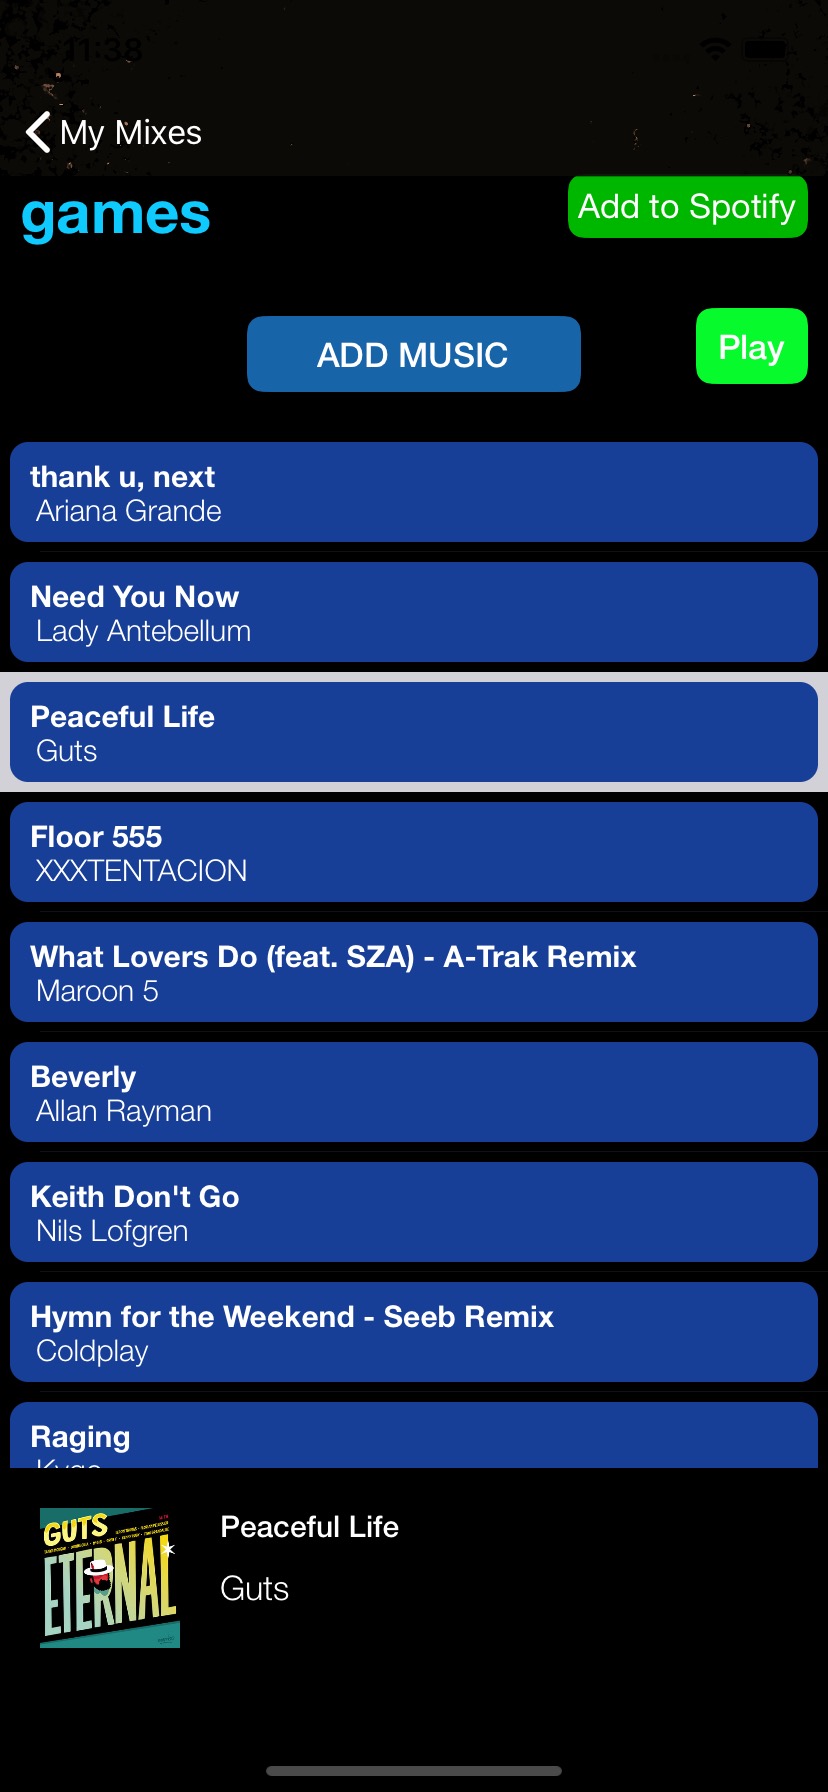 11:38
My Mixes
games
Add to Spotify
ADD MUSIC
Play
thank u, next
Ariana Grande
Need You Now
Lady Antebellum
Peaceful Life
Guts
Floor 555
XXXTENTACION
What Lovers Do (feat. SZA) - A-Trak Remix
Maroon 5
Beverly
Allan Rayman
Keith Don't Go
Nils Lofgren
Hymn for the Weekend - Seeb Remix
Coldplay
Raging
Kygo
GUTS
ETERNAL
Peaceful Life
Guts